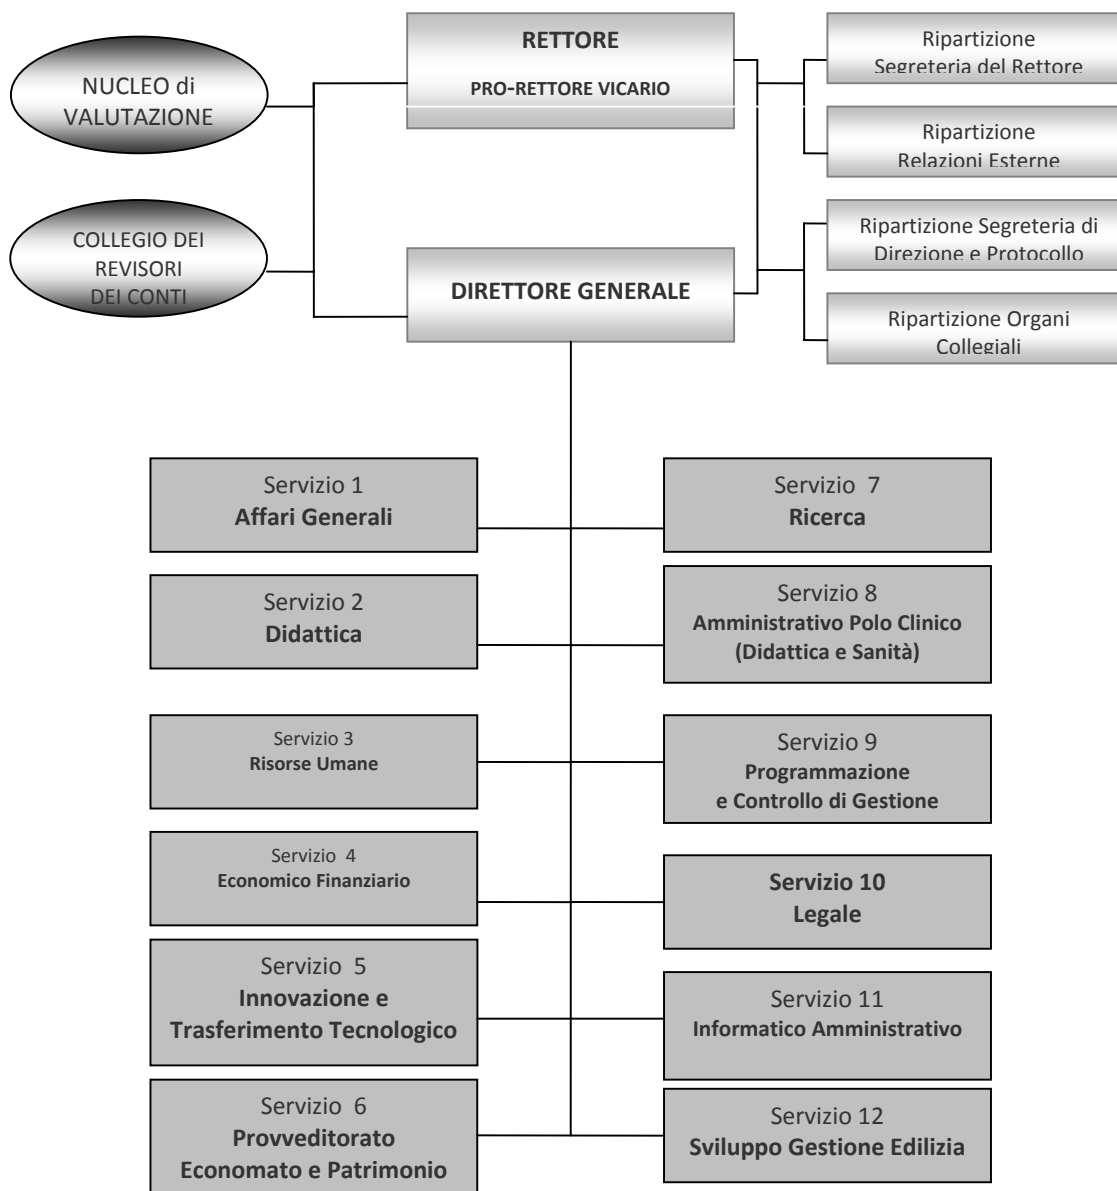 NUCLEO di
VALUTAZIONE
COLLEGIO DEI
REVISORI
DEI CONTI
RETTORE
PRO-RETTORE VICARIO
DIRETTORE GENERALE
Ripartizione
Segreteria del Rettore
Ripartizione
Relazioni Esterne
Ripartizione Segreteria di
Direzione e Protocollo
Ripartizione Organi
Collegiali
Servizio 1
Affari Generali
Servizio 2
Didattica
Servizio 3
Risorse Umane
Servizio 4
Economico Finanziario
Servizio 5
Innovazione e
Trasferimento Tecnologico
Servizio 6
Provveditorato
Economato e Patrimonio
Servizio 7
Ricerca
Servizio 8
Amministrativo Polo Clinico
(Didattica e Sanità)
Servizio 9
Programmazione
e Controllo di Gestione
Servizio 10
Legale
Servizio 11
Informatico Amministrativo
Servizio 12
Sviluppo Gestione Edilizia